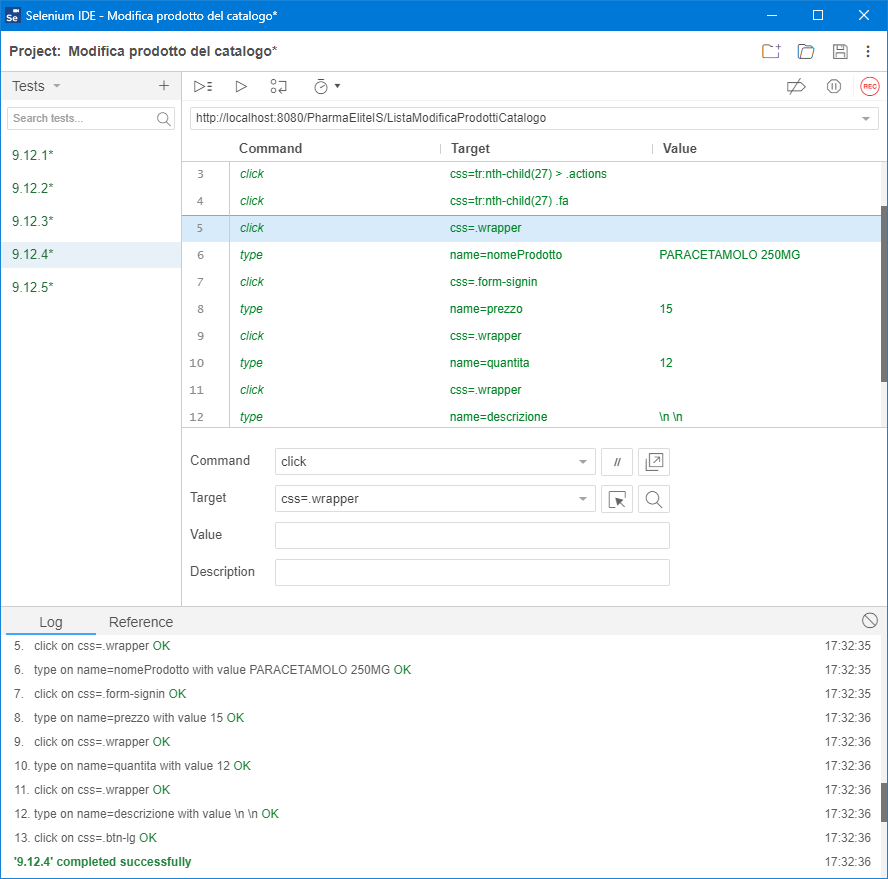 Selenium IDE - Modifica prodotto del catalogo*
Project: Modifica prodotto del catalogo*
Tests
REC
Search tests...
http://localhost:8080/PharmaEliteIS/ListaModificaProdottiCatalogo
9.12.1*
9.12.2*
9.12.3*
9.12.4*
9.12.5*
Command Target Value
3 click css=tr:nth-child(27) > .actions
4 click css=tr:nth-child(27) .fa
5 click css=.wrapper
6 type name=nomeProdotto PARACETAMOLO 250MG
7 click css=.form-signin
8 type name=prezzo 15
9 click css=.wrapper
10 type name=quantita 12
11 click css=.wrapper
12 type name=descrizione \n \n
Command click //
Target css=.wrapper
Value
Description
Log Reference
5. click on css=.wrapper OK 17:32:35
6. type on name=nomeProdotto with value PARACETAMOLO 250MG OK 17:32:35
7. click on css=.form-signin OK 17:32:35
8. type on name=prezzo with value 15 OK 17:32:36
9. click on css=.wrapper OK 17:32:36
10. type on name=quantita with value 12 OK 17:32:36
11. click on css=.wrapper OK 17:32:36
12. type on name=descrizione with value \n \n OK 17:32:36
13. click on css=.btn-lg OK 17:32:36
'9.12.4' completed successfully 17:32:36